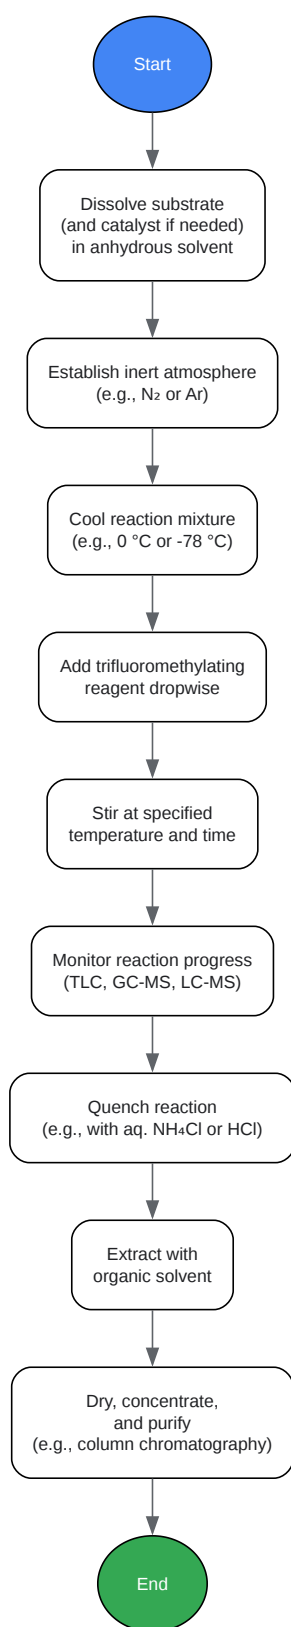 Start
Dissolve substrate
(and catalyst if needed)
in anhydrous solvent
Establish inert atmosphere
(e.g., N₂ or Ar)
Cool reaction mixture
(e.g., 0 °C or -78 °C)
Add trifluoromethylating
reagent dropwise
Stir at specified
temperature and time
Monitor reaction progress
(TLC, GC-MS, LC-MS)
Quench reaction
(e.g., with aq. NH₄Cl or HCl)
Extract with
organic solvent
Dry, concentrate,
and purify
(e.g., column chromatography)
End